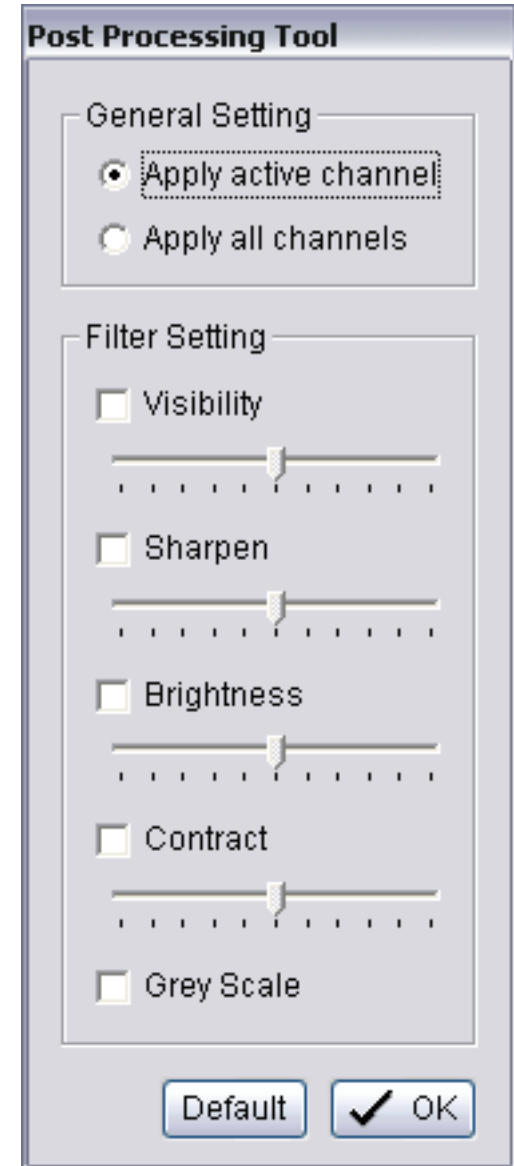 Post Processing Tool
General Setting
Apply active channel
Apply all channels
Filter Setting
Visibility
Sharpen
Brightness
Contract
Grey Scale
Default
OK